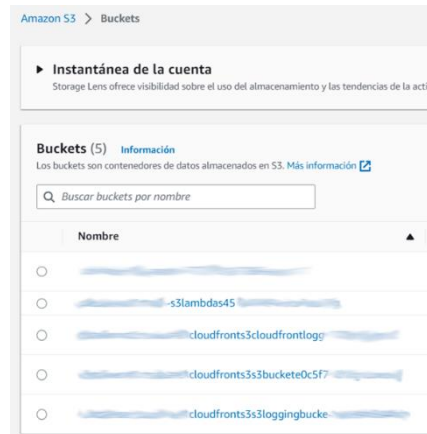 Amazon S3 > Buckets
▶ Instantánea de la cuenta
Storage Lens ofrece visibilidad sobre el uso del almacenamiento y las tendencias de la acti
Buckets (5) Información
Los buckets son contenedores de datos almacenados en S3. Más información
Buscar buckets por nombre
Nombre ▲
-s3lambdas45
cloudfronts3cloudfrontlogg
cloudfronts3s3buckete0c5f7
cloudfronts3s3loggingbucke